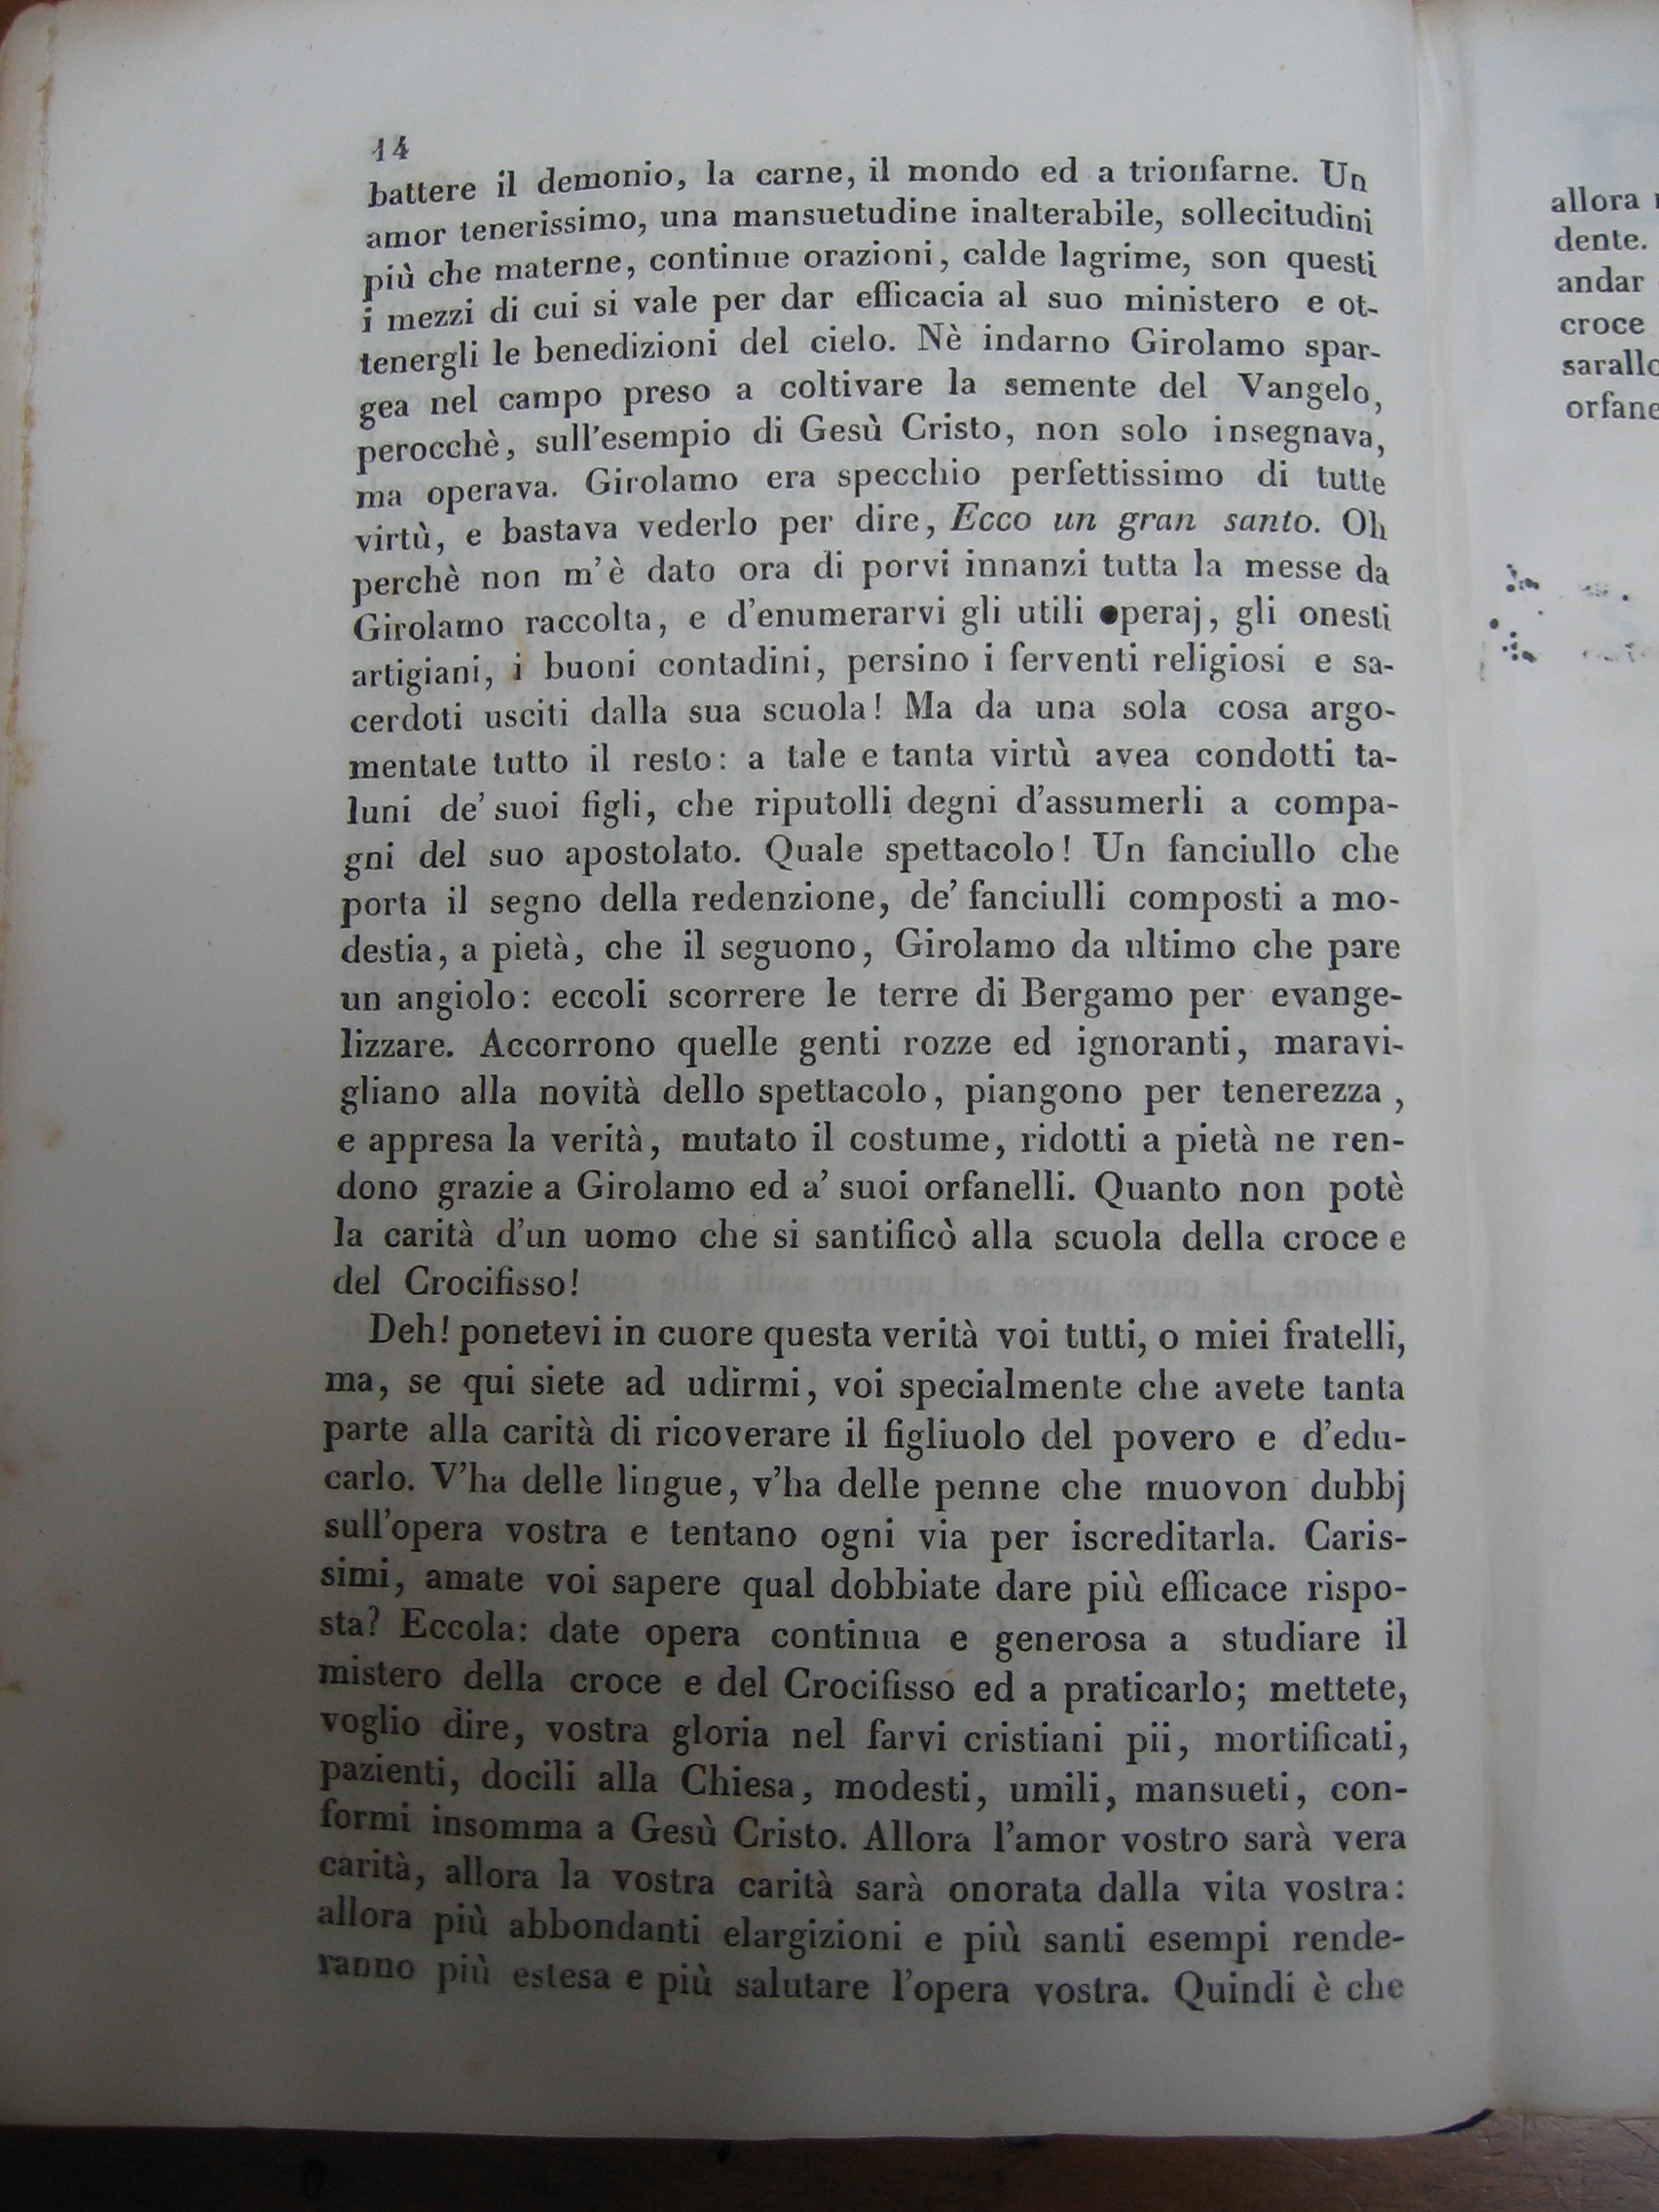 14
battere il demonio, la carne, il mondo ed a trionfarne. Un
amor tenerissimo, una mansuetudine inalterabile, sollecitudini
più che materne, continue orazioni, calde lagrime, son questi
i mezzi di cui si vale per dar efficacia al suo ministero e ot-
tenergli le benedizioni del cielo. Nè indarno Girolamo spar-
gea nel campo preso a coltivare la semente del Vangelo,
perocchè, sull'esempio di Gesù Cristo, non solo insegnava,
ma operava. Girolamo era specchio perfettissimo di tutte
virtù, e bastava vederlo per dire, Ecco un gran santo. Oh
perchè non m'è dato ora di porvi innanzi tutta la messe da
Girolamo raccolta, e d'enumerarvi gli utili operaj, gli onesti
artigiani, i buoni contadini, persino i ferventi religiosi e sa-
cerdoti usciti dalla sua scuola! Ma da una sola cosa argo-
mentate tutto il resto: a tale e tanta virtù avea condotti ta-
luni de' suoi figli, che riputolli degni d'assumerli a compa-
gni del suo apostolato. Quale spettacolo! Un fanciullo che
porta il segno della redenzione, de' fanciulli composti a mo-
destia, a pietà, che il seguono, Girolamo da ultimo che pare
un angiolo: eccoli scorrere le terre di Bergamo per evange-
lizzare. Accorrono quelle genti rozze ed ignoranti, maravi-
gliano alla novità dello spettacolo, piangono per tenerezza,
e appresa la verità, mutato il costume, ridotti a pietà ne ren-
dono grazie a Girolamo ed a' suoi orfanelli. Quanto non potè
la carità d'un uomo che si santificò alla scuola della croce e
del Crocifisso!
Deh! ponetevi in cuore questa verità voi tutti, o miei fratelli,
ma, se qui siete ad udirmi, voi specialmente che avete tanta
parte alla carità di ricoverare il figliuolo del povero e d'edu-
carlo. V'ha delle lingue, v'ha delle penne che muovon dubbj
sull'opera vostra e tentano ogni via per iscreditarla. Caris-
simi, amate voi sapere qual dobbiate dare più efficace rispo-
sta? Eccola: date opera continua e generosa a studiare il
mistero della croce e del Crocifisso ed a praticarlo; mettete,
voglio dire, vostra gloria nel farvi cristiani pii, mortificati,
pazienti, docili alla Chiesa, modesti, umili, mansueti, con-
formi insomma a Gesù Cristo. Allora l'amor vostro sarà vera
carità, allora la vostra carità sarà onorata dalla vita vostra:
allora più abbondanti elargizioni e più santi esempi rende-
ranno più estesa e più salutare l'opera vostra. Quindi è che
allora
dente.
andar
croce
sarallo
orfane